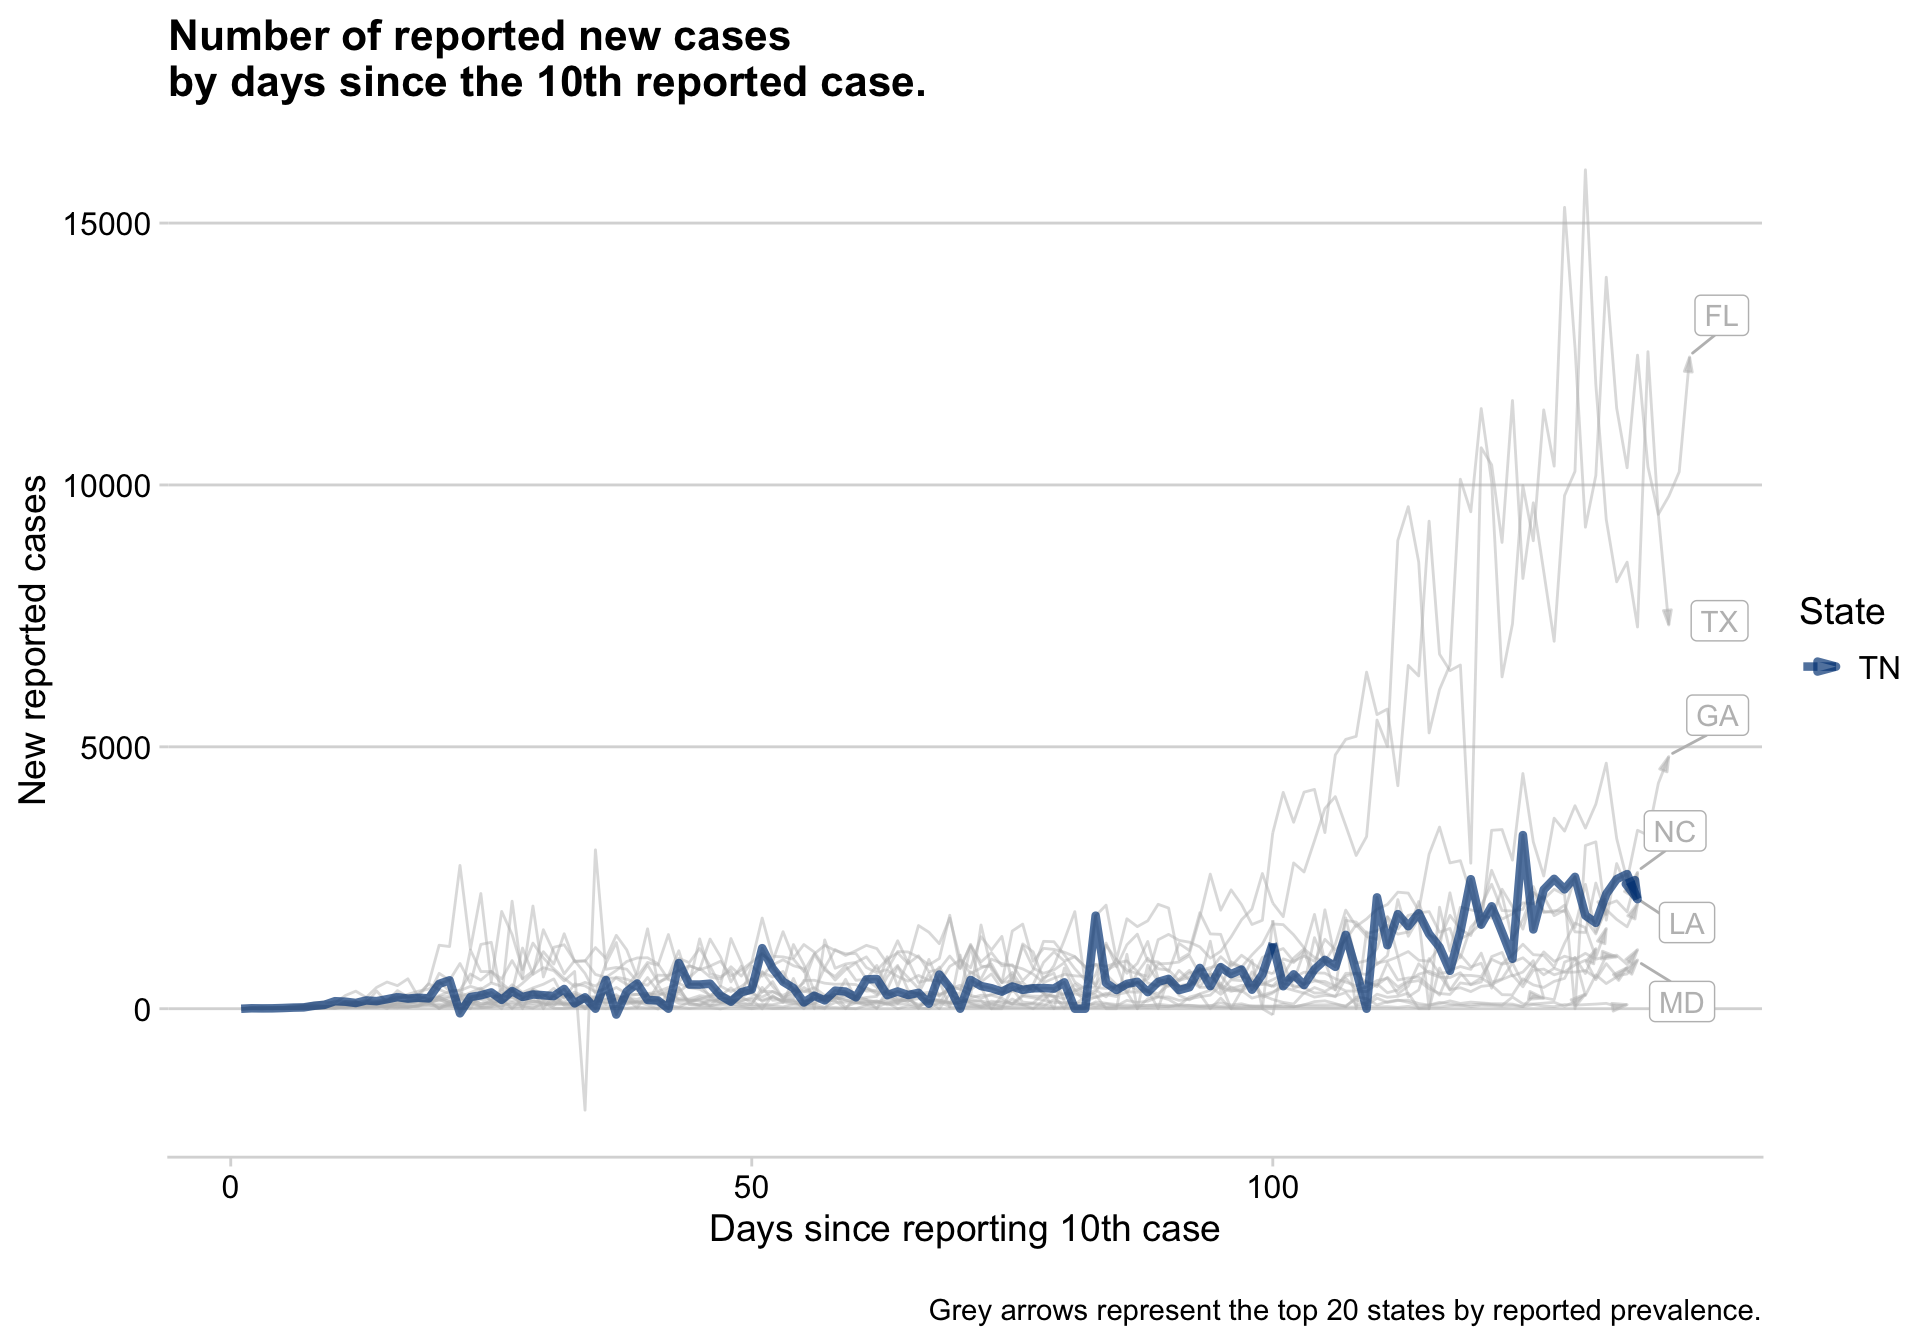 Number of reported new cases
by days since the 10th reported case.
15000
10000
5000
0
New reported cases
FL
TX
GA
NC
LA
MD
State
TN
0
50
100
Days since reporting 10th case
Grey arrows represent the top 20 states by reported prevalence.